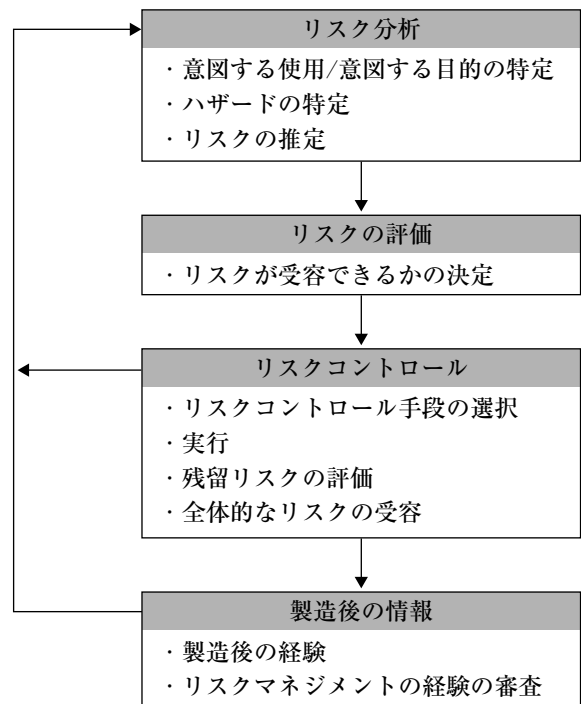 リスク分析
・意図する使用/意図する目的の特定
・ハザードの特定
・リスクの推定
リスクの評価
・リスクが受容できるかの決定
リスクコントロール
・リスクコントロール手段の選択
・実行
・残留リスクの評価
・全体的なリスクの受容
製造後の情報
・製造後の経験
・リスクマネジメントの経験の審査